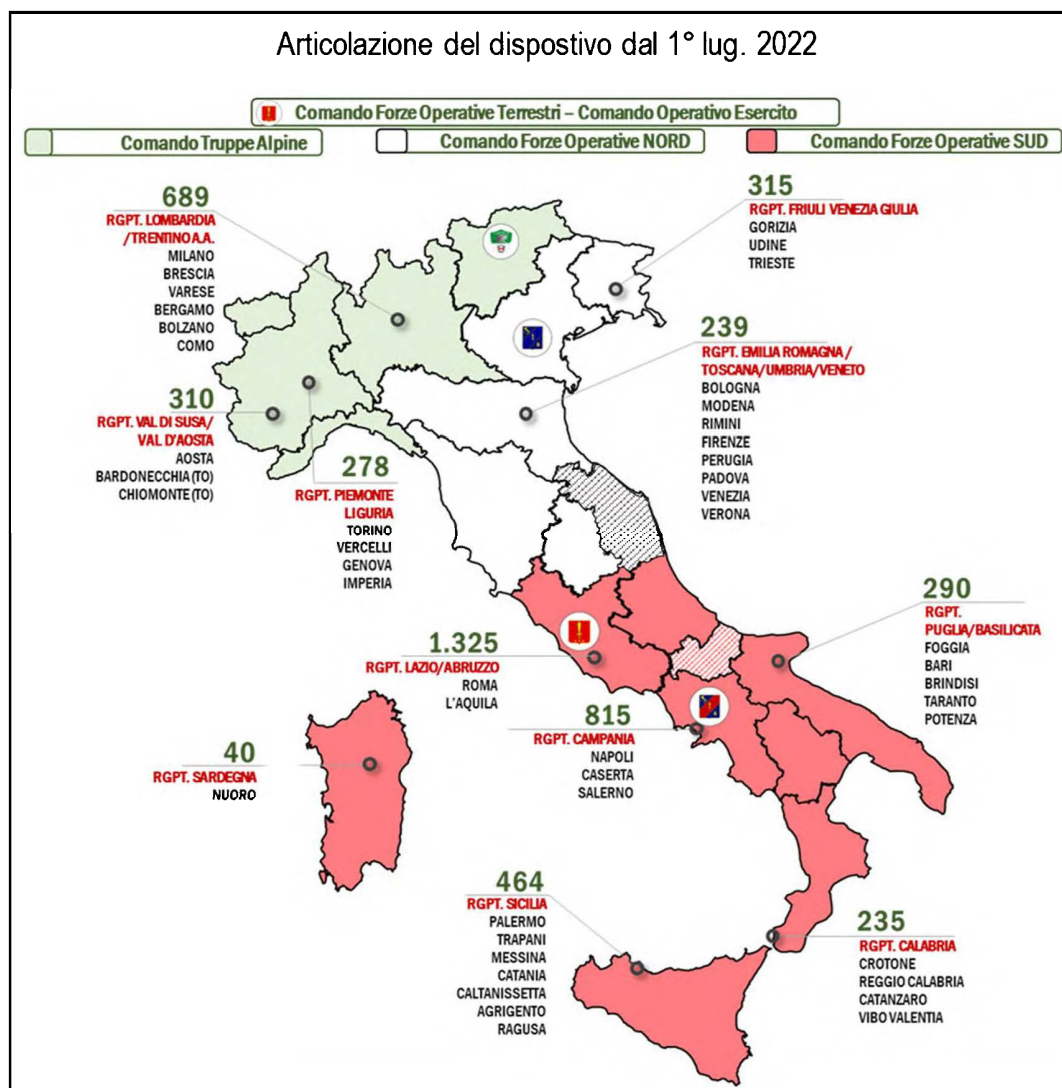 Articolazione del dispostivo dal 1° lug. 2022
Comando Forze Operative Terrestri – Comando Operativo Esercito
Comando Truppe Alpine
Comando Forze Operative NORD
Comando Forze Operative SUD
689
RGPT. LOMBARDIA
/TRENTINO A.A.
MILANO
BRESCIA
VARESE
BERGAMO
BOLZANO
COMO
315
RGPT. FRIULI VENEZIA GIULIA
GORIZIA
UDINE
TRIESTE
239
RGPT. EMILIA ROMAGNA /
TOSCANA/UMBRIA/VENETO
BOLOGNA
MODENA
RIMINI
FIRENZE
PERUGIA
PADOVA
VENEZIA
VERONA
310
RGPT. VAL DI SUSA/
VAL D'AOSTA
AOSTA
BARDONECCHIA (TO)
CHIOMONTE (TO)
278
RGPT. PIEMONTE
LIGURIA
TORINO
VERCELLI
GENOVA
IMPERIA
290
RGPT.
PUGLIA/BASILICATA
FOGGIA
BARI
BRINDISI
TARANTO
POTENZA
1.325
RGPT. LAZIO/ABRUZZO
ROMA
L'AQUILA
815
RGPT. CAMPANIA
NAPOLI
CASERTA
SALERNO
40
RGPT. SARDEGNA
NUORO
464
RGPT. SICILIA
PALERMO
TRAPANI
MESSINA
CATANIA
CALTANISSETTA
AGRIGENTO
RAGUSA
235
RGPT. CALABRIA
CROTONE
REGGIO CALABRIA
CATANZARO
VIBO VALENTIA